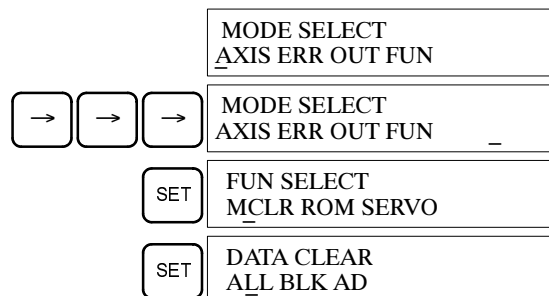 MODE SELECT
AXIS ERR OUT FUN
→ → →
MODE SELECT
AXIS ERR OUT FUN _
SET
FUN SELECT
MCLR ROM SERVO
SET
DATA CLEAR
ALL BLK AD